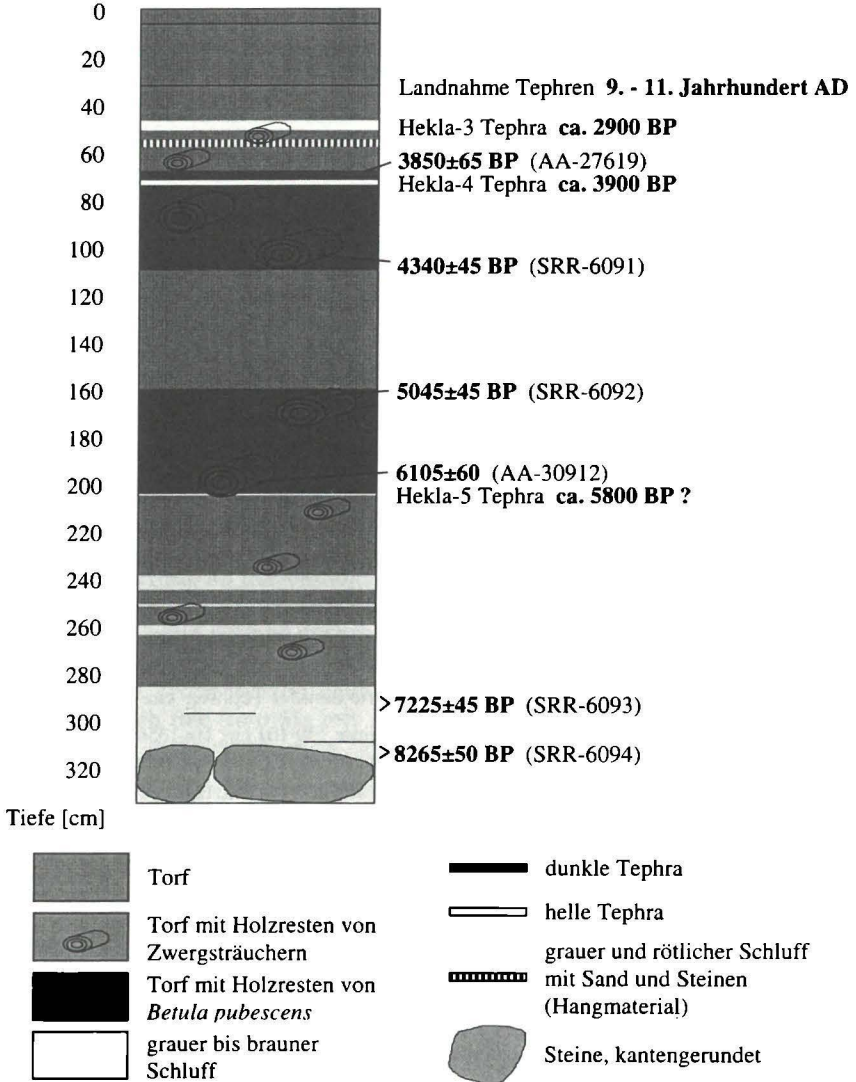 0
20
Landnahme Tephren 9. - 11. Jahrhundert AD
40
Hekla-3 Tephra ca. 2900 BP
60
3850±65 BP (AA-27619)
Hekla-4 Tephra ca. 3900 BP
80
100
4340±45 BP (SRR-6091)
120
140
160
5045±45 BP (SRR-6092)
180
6105±60 (AA-30912)
200
Hekla-5 Tephra ca. 5800 BP ?
220
240
260
280
>7225±45 BP (SRR-6093)
300
>8265±50 BP (SRR-6094)
320
Tiefe [cm]
Torf
Torf mit Holzresten von
Zwergsträuchern
Torf mit Holzresten von
Betula pubescens
grauer bis brauner
Schluff
dunkle Tephra
helle Tephra
grauer und rötlicher Schluff
mit Sand und Steinen
(Hangmaterial)
Steine, kantengerundet